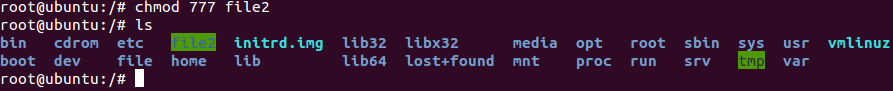 root@ubuntu:/# chmod 777 file2
root@ubuntu:/# ls
bin cdrom etc file2 initrd.img lib32 libx32 media opt root sbin sys usr vmlinuz
boot dev file home lib lib64 lost+found mnt proc run srv tmp var
root@ubuntu:/#